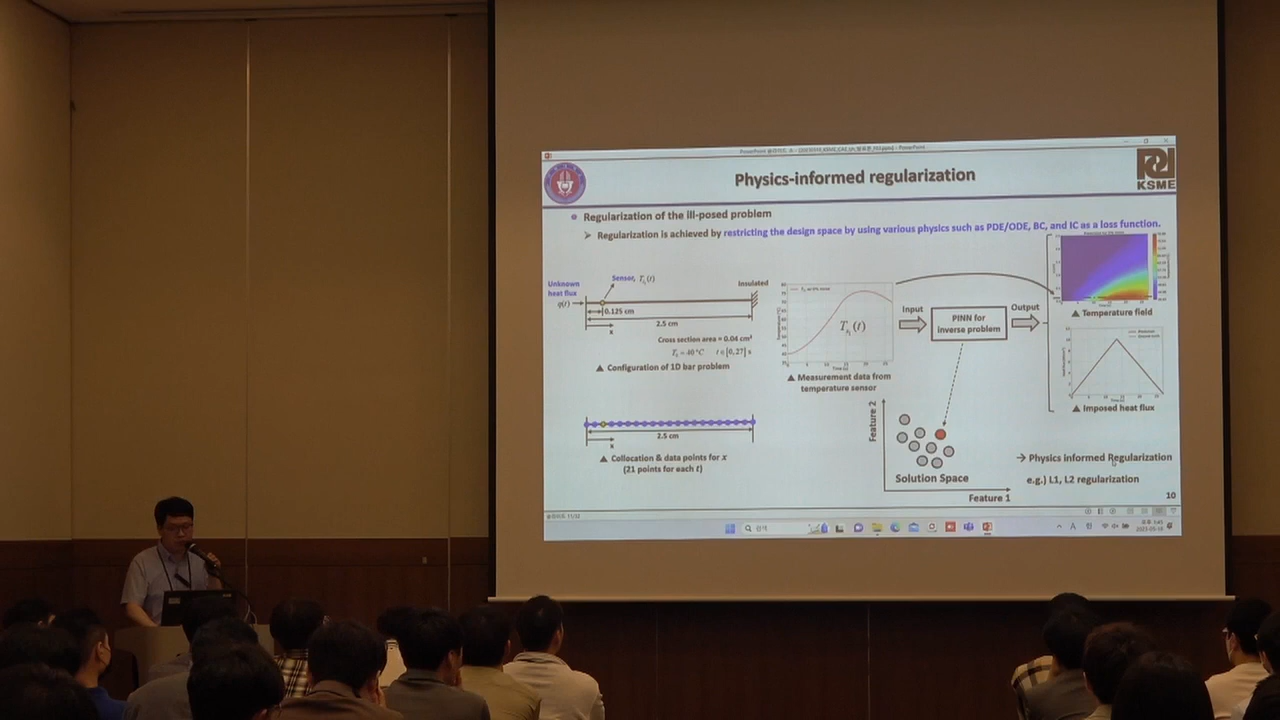 Physics-informed regularization
KSME
Regularization of the ill-posed problem
Regularization is achieved by restricting the design space by using various physics such as PDE/ODE, BC, and IC as a loss function.
Unknown
heat flux
q(t)
Sensor,
Insulated
0.125 cm
2.5 cm
x
Cross section area = 0.04 cm²
T₀ = 40 °C t ∈ [0,27] s
▲ Configuration of 1D bar problem
2.5 cm
x
▲ Collocation & data points for x
(21 points for each t)
▲ Measurement data from
temperature sensor
Input
PINN for
inverse problem
Output
▲ Temperature field
▲ Imposed heat flux
Feature 2
Solution Space
Feature 1
→ Physics informed Regularization
e.g.) L1, L2 regularization
10